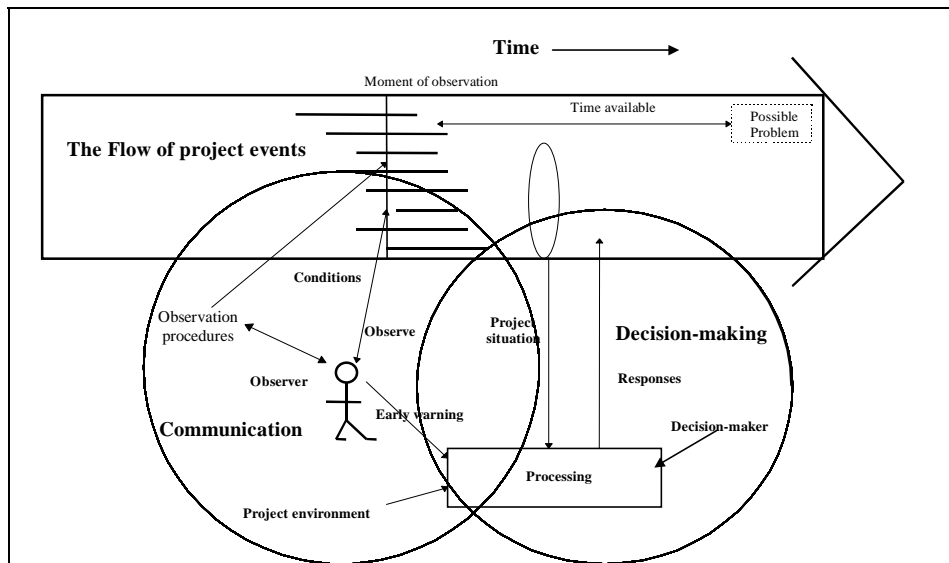 Time
Moment of observation
Time available
Possible
Problem
The Flow of project events
Conditions
Observation
procedures
Observe
Project
situation
Decision-making
Observer
Responses
Early warning
Communication
Decision-maker
Processing
Project environment